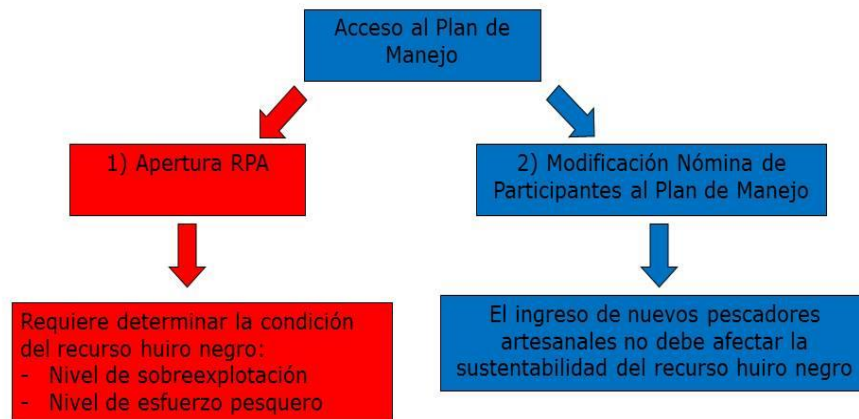 Acceso al Plan de
Manejo
1) Apertura RPA
2) Modificación Nómina de
Participantes al Plan de Manejo
Requiere determinar la condición
del recurso huiro negro:
- Nivel de sobreexplotación
- Nivel de esfuerzo pesquero
El ingreso de nuevos pescadores
artesanales no debe afectar la
sustentabilidad del recurso huiro negro